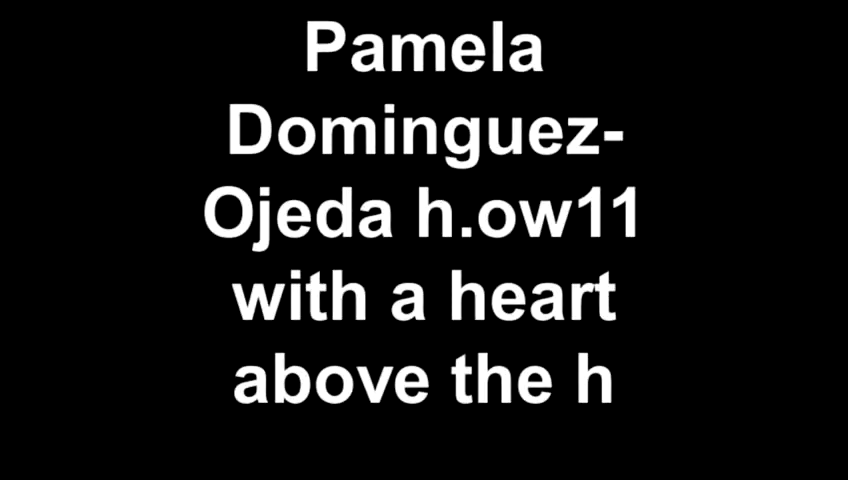 Pamela
Dominguez-
Ojeda h.ow11
with a heart
above the h